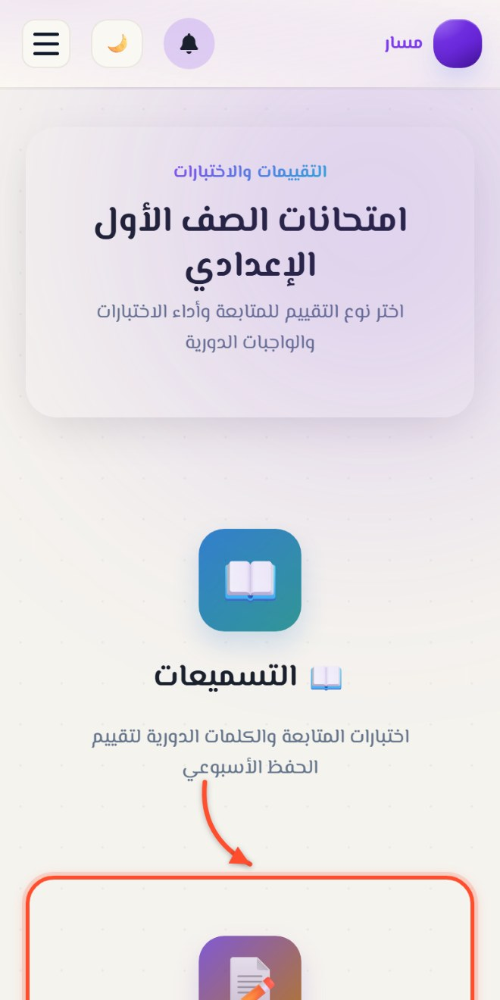 مسار
التقييمات والاختبارات
امتحانات الصف الأول
الإعدادي
اختر نوع التقييم للمتابعة وأداء الاختبارات
والواجبات الدورية
التسميعات
اختبارات المتابعة والكلمات الدورية لتقييم
الحفظ الأسبوعي